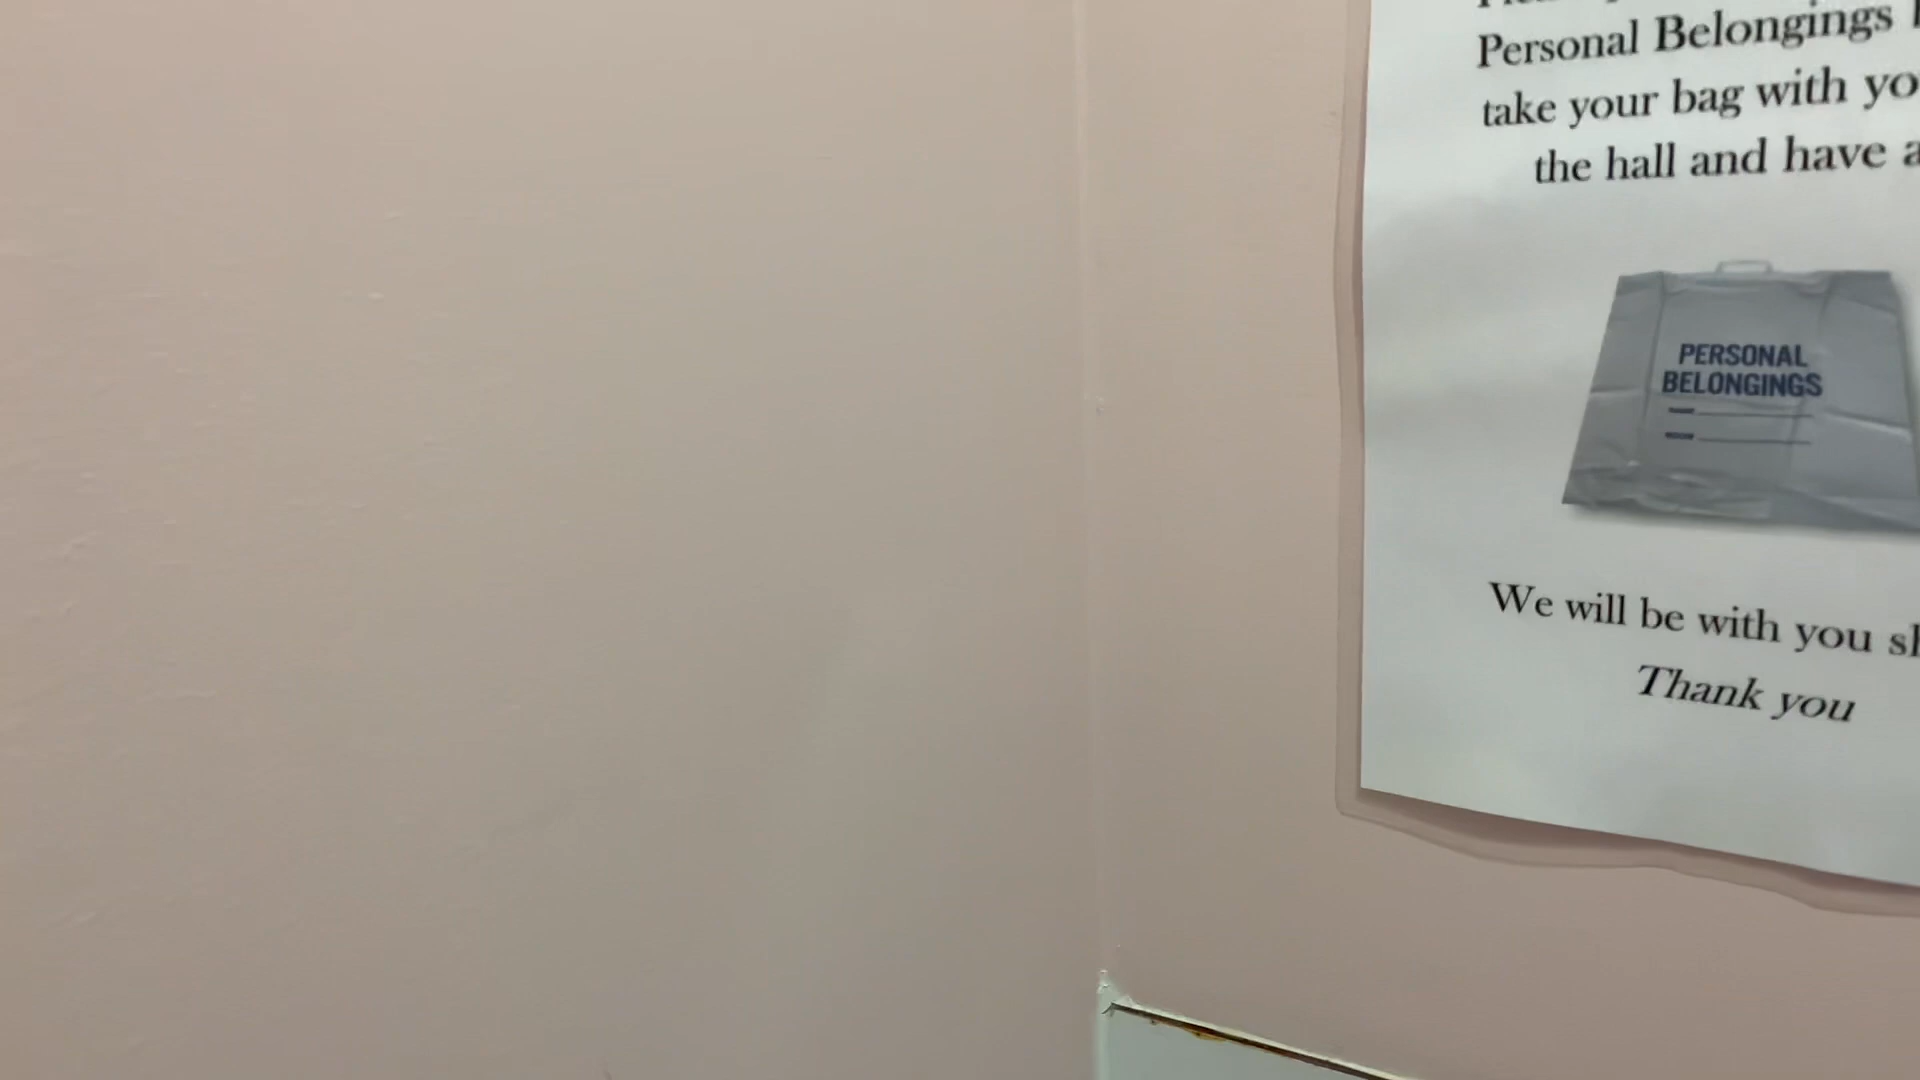 Personal Belongings
take your bag with
the hall and have
PERSONAL
BELONGINGS
We will be with you
Thank you